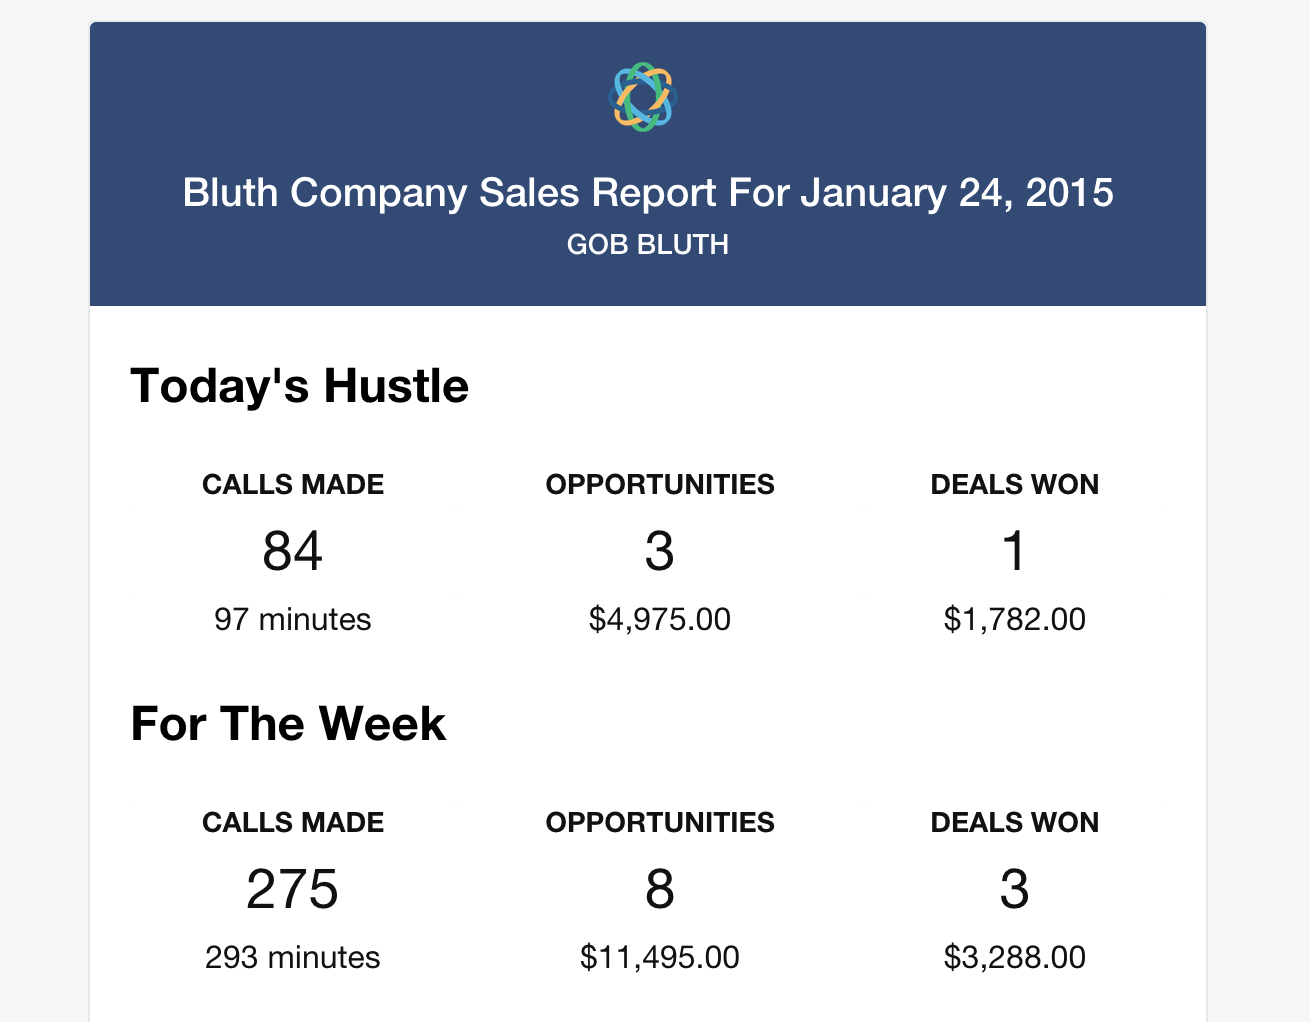 Bluth Company Sales Report For January 24, 2015
GOB BLUTH
Today's Hustle
CALLS MADE OPPORTUNITIES DEALS WON
84 3 1
97 minutes $4,975.00 $1,782.00
For The Week
CALLS MADE OPPORTUNITIES DEALS WON
275 8 3
293 minutes $11,495.00 $3,288.00